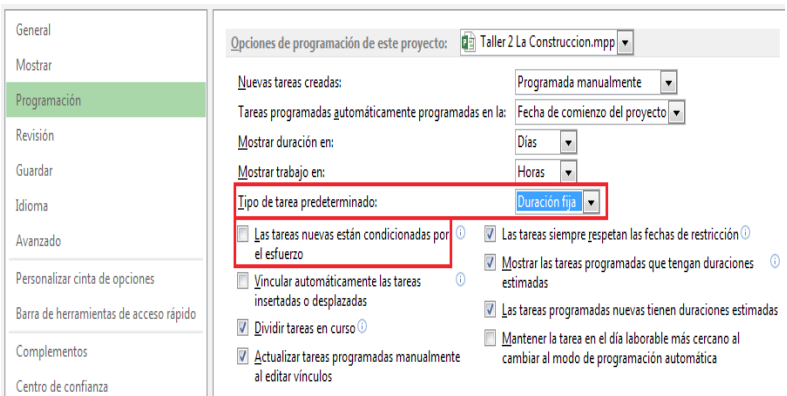 General
Mostrar
Programación
Revisión
Guardar
Idioma
Avanzado
Personalizar cinta de opciones
Barra de herramientas de acceso rápido
Complementos
Centro de confianza
Opciones de programación de este proyecto: Taller 2 La Construccion.mpp
Nuevas tareas creadas: Programada manualmente
Tareas programadas automáticamente programadas en la: Fecha de comienzo del proyecto
Mostrar duración en: Días
Mostrar trabajo en: Horas
Tipo de tarea predeterminado: Duración fija
Las tareas nuevas están condicionadas por
el esfuerzo
Vincular automáticamente las tareas
insertadas o desplazadas
Dividir tareas en curso
Actualizar tareas programadas manualmente
al editar vínculos
Las tareas siempre respetan las fechas de restricción
Mostrar las tareas programadas que tengan duraciones
estimadas
Las tareas programadas nuevas tienen duraciones estimadas
Mantener la tarea en el día laborable más cercano al
cambiar al modo de programación automática